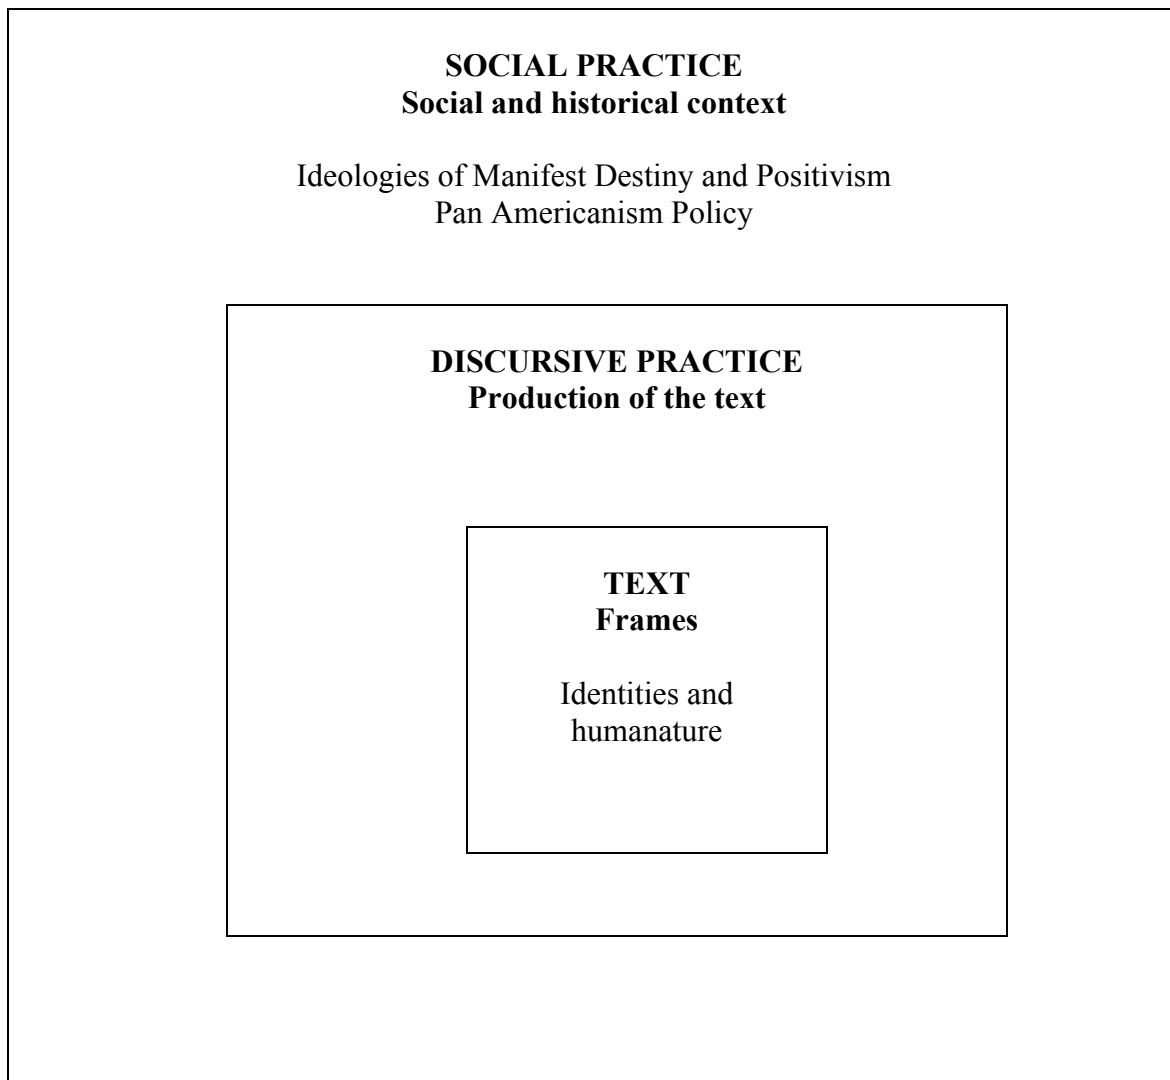 SOCIAL PRACTICE
Social and historical context
Ideologies of Manifest Destiny and Positivism
Pan Americanism Policy
DISCURSIVE PRACTICE
Production of the text
TEXT
Frames
Identities and
humanature